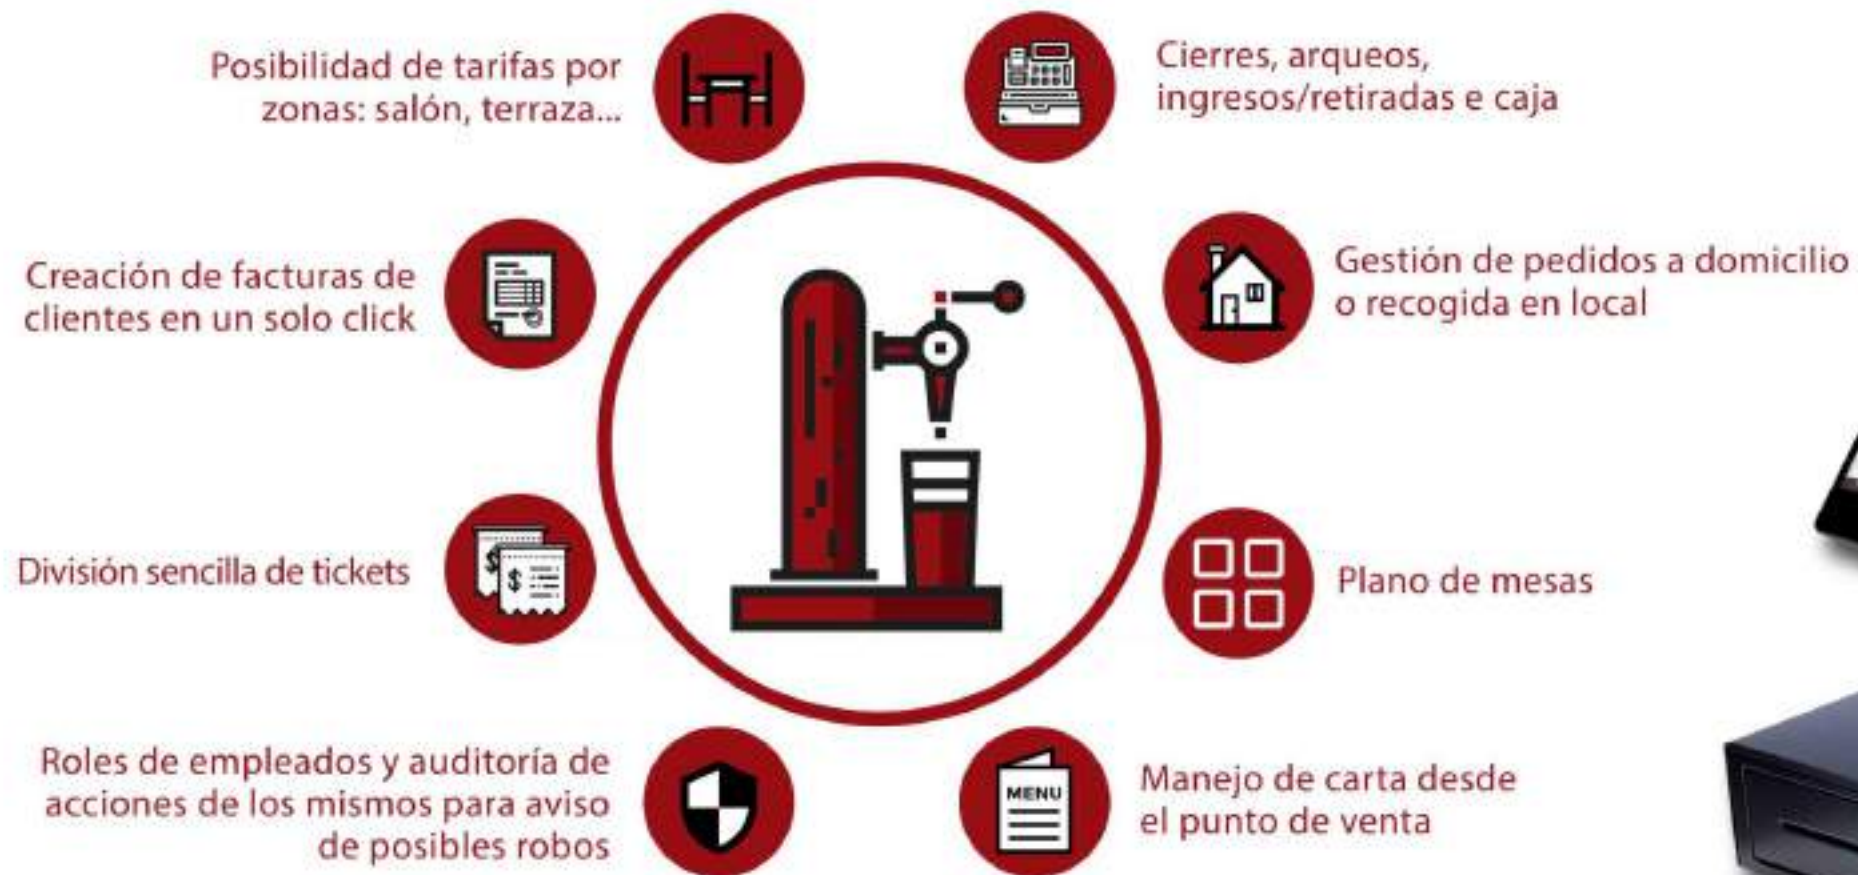 Posibilidad de tarifas por
zonas: salón, terraza...
Cierres, arqueos,
ingresos/retiradas e caja
Creación de facturas de
clientes en un solo click
Gestión de pedidos a domicilio
o recogida en local
División sencilla de tickets
$
$
Plano de mesas
Roles de empleados y auditoría de
acciones de los mismos para aviso
de posibles robos
MENU
Manejo de carta desde
el punto de venta